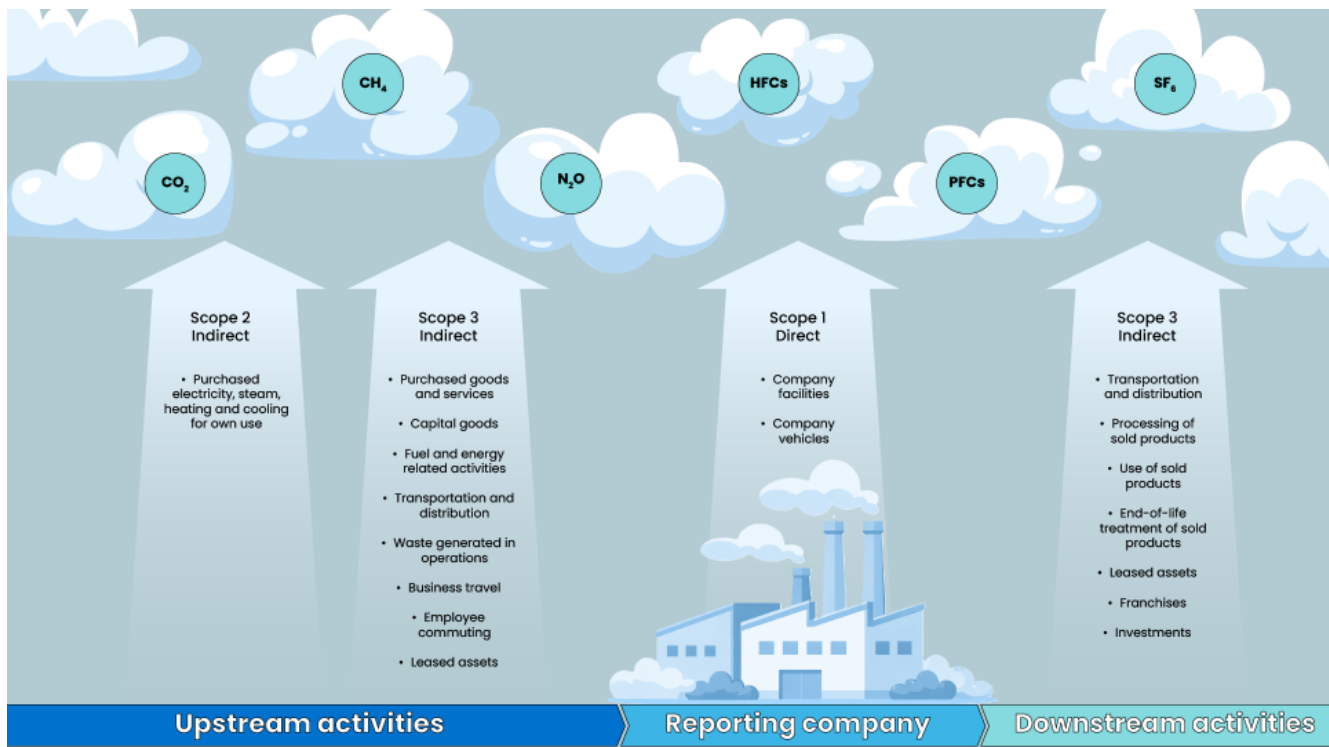 CH₄
HFCs
SF₆
CO₂
N₂O
PFCs
Scope 2
Indirect
• Purchased
electricity, steam,
heating and cooling
for own use
Scope 3
Indirect
• Purchased goods
and services
• Capital goods
• Fuel and energy
related activities
• Transportation and
distribution
• Waste generated in
operations
• Business travel
• Employee
commuting
• Leased assets
Scope 1
Direct
• Company
facilities
• Company
vehicles
Scope 3
Indirect
• Transportation
and distribution
• Processing of
sold products
• Use of sold
products
• End-of-life
treatment of sold
products
• Leased assets
• Franchises
• Investments
Upstream activities
Reporting company
Downstream activities